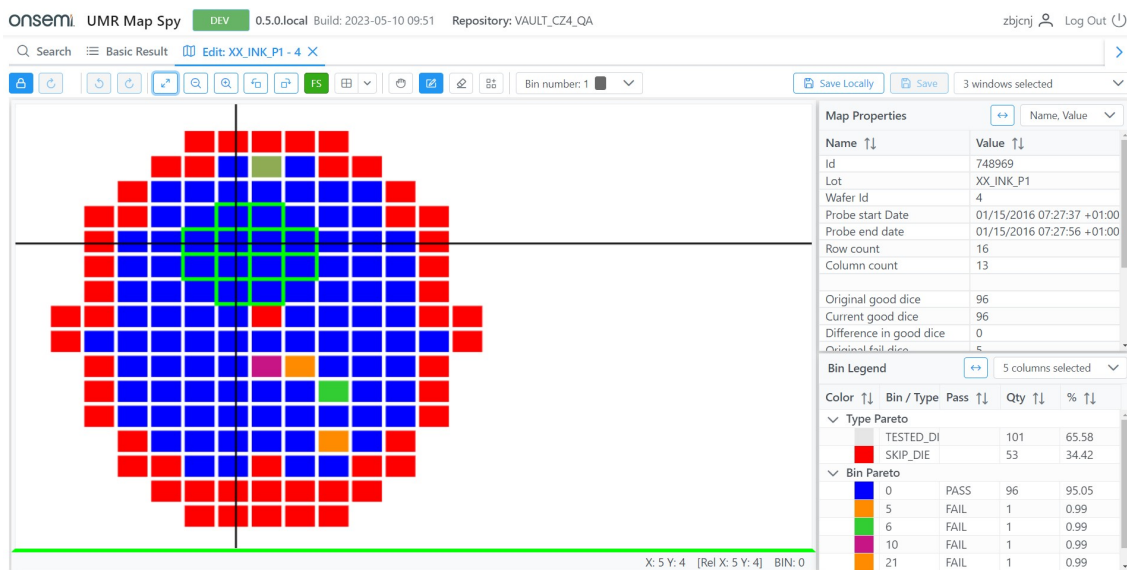 onsemi UMR Map Spy DEV 0.5.0.local Build: 2023-05-10 09:51 Repository: VAULT_CZ4_QA zbjcnj Log Out
Search Basic Result Edit: XX_INK_P1 - 4
FS Bin number: 1 Save Locally Save 3 windows selected
Map Properties Name, Value
Name Value
Id 748969
Lot XX_INK_P1
Wafer Id 4
Probe start Date 01/15/2016 07:27:37 +01:00
Probe end date 01/15/2016 07:27:56 +01:00
Row count 16
Column count 13
Original good dice 96
Current good dice 96
Difference in good dice 0
Original fail dice 5
Bin Legend 5 columns selected
Color Bin / Type Pass Qty %
Type Pareto
TESTED_DI 101 65.58
SKIP_DIE 53 34.42
Bin Pareto
0 PASS 96 95.05
5 FAIL 1 0.99
6 FAIL 1 0.99
10 FAIL 1 0.99
21 FAIL 1 0.99
X: 5 Y: 4 [Rel X: 5 Y: 4] BIN: 0